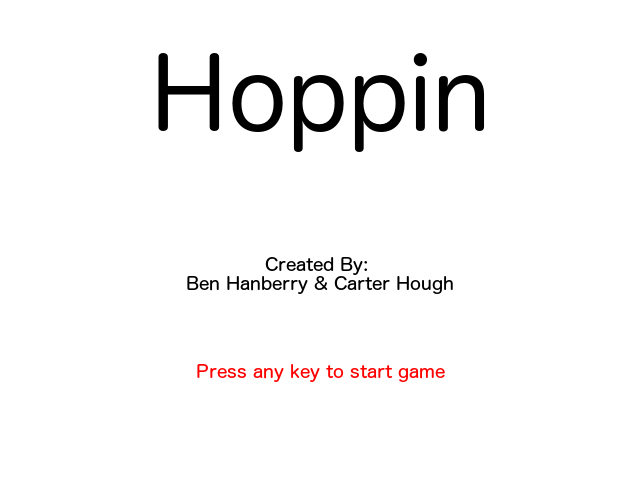 Hoppin
Created By:
Ben Hanberry & Carter Hough
Press any key to start game